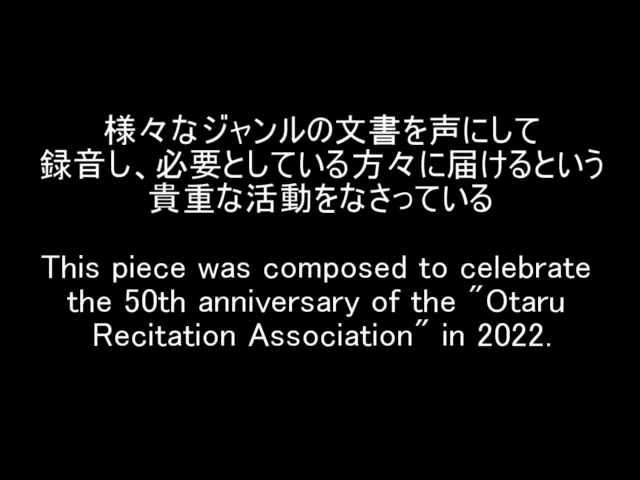 様々なジャンルの文書を声にして
録音し、必要としている方々に届けるという
貴重な活動をなさっている
This piece was composed to celebrate
the 50th anniversary of the "Otaru
Recitation Association" in 2022.